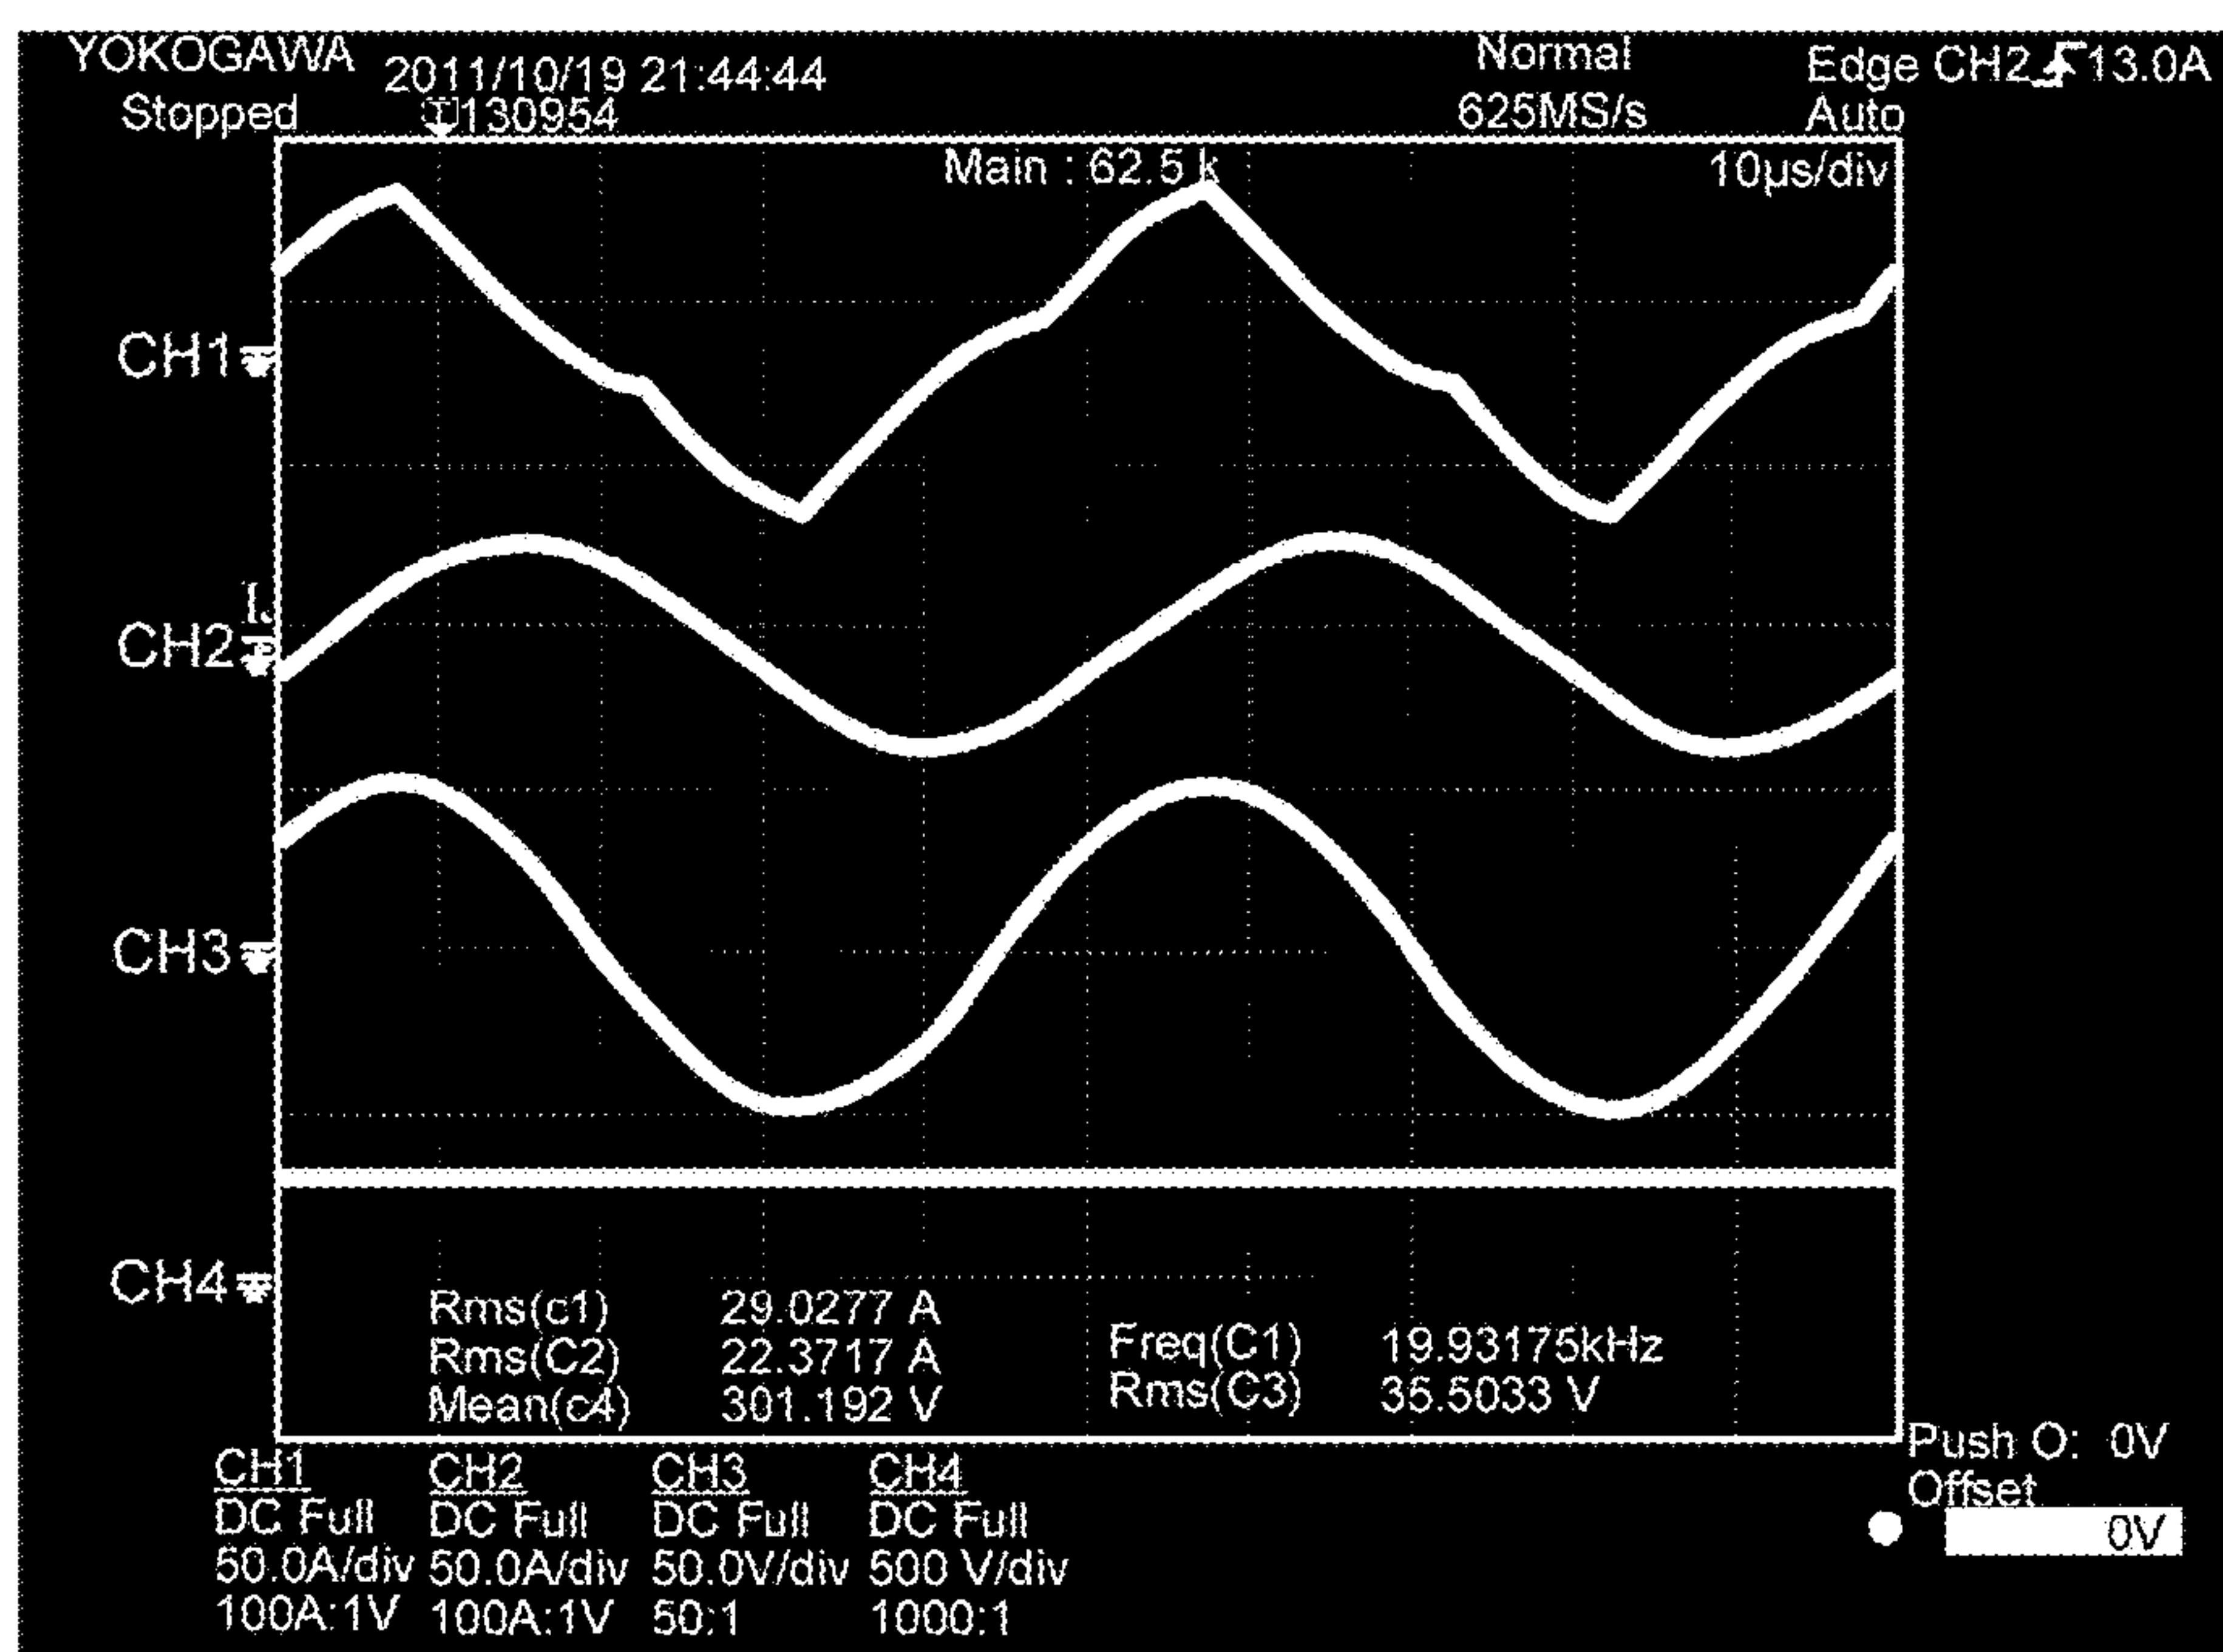 YOKOGAWA 2011/10/19 21:44:44 Normal Edge CH2 13.0A
Stopped 130954 625MS/s Auto
Main : 62.5 k 10µs/div
CH1
CH2
CH3
CH4
Rms(c1) 29.0277 A
Rms(C2) 22.3717 A
Mean(c4) 301.192 V
Freq(C1) 19.93175kHz
Rms(C3) 35.5033 V
Push O: 0V
Offset
0V
CH1 CH2 CH3 CH4
DC Full DC Full DC Full DC Full
50.0A/div 50.0A/div 50.0V/div 500 V/div
100A:1V 100A:1V 50:1 1000:1